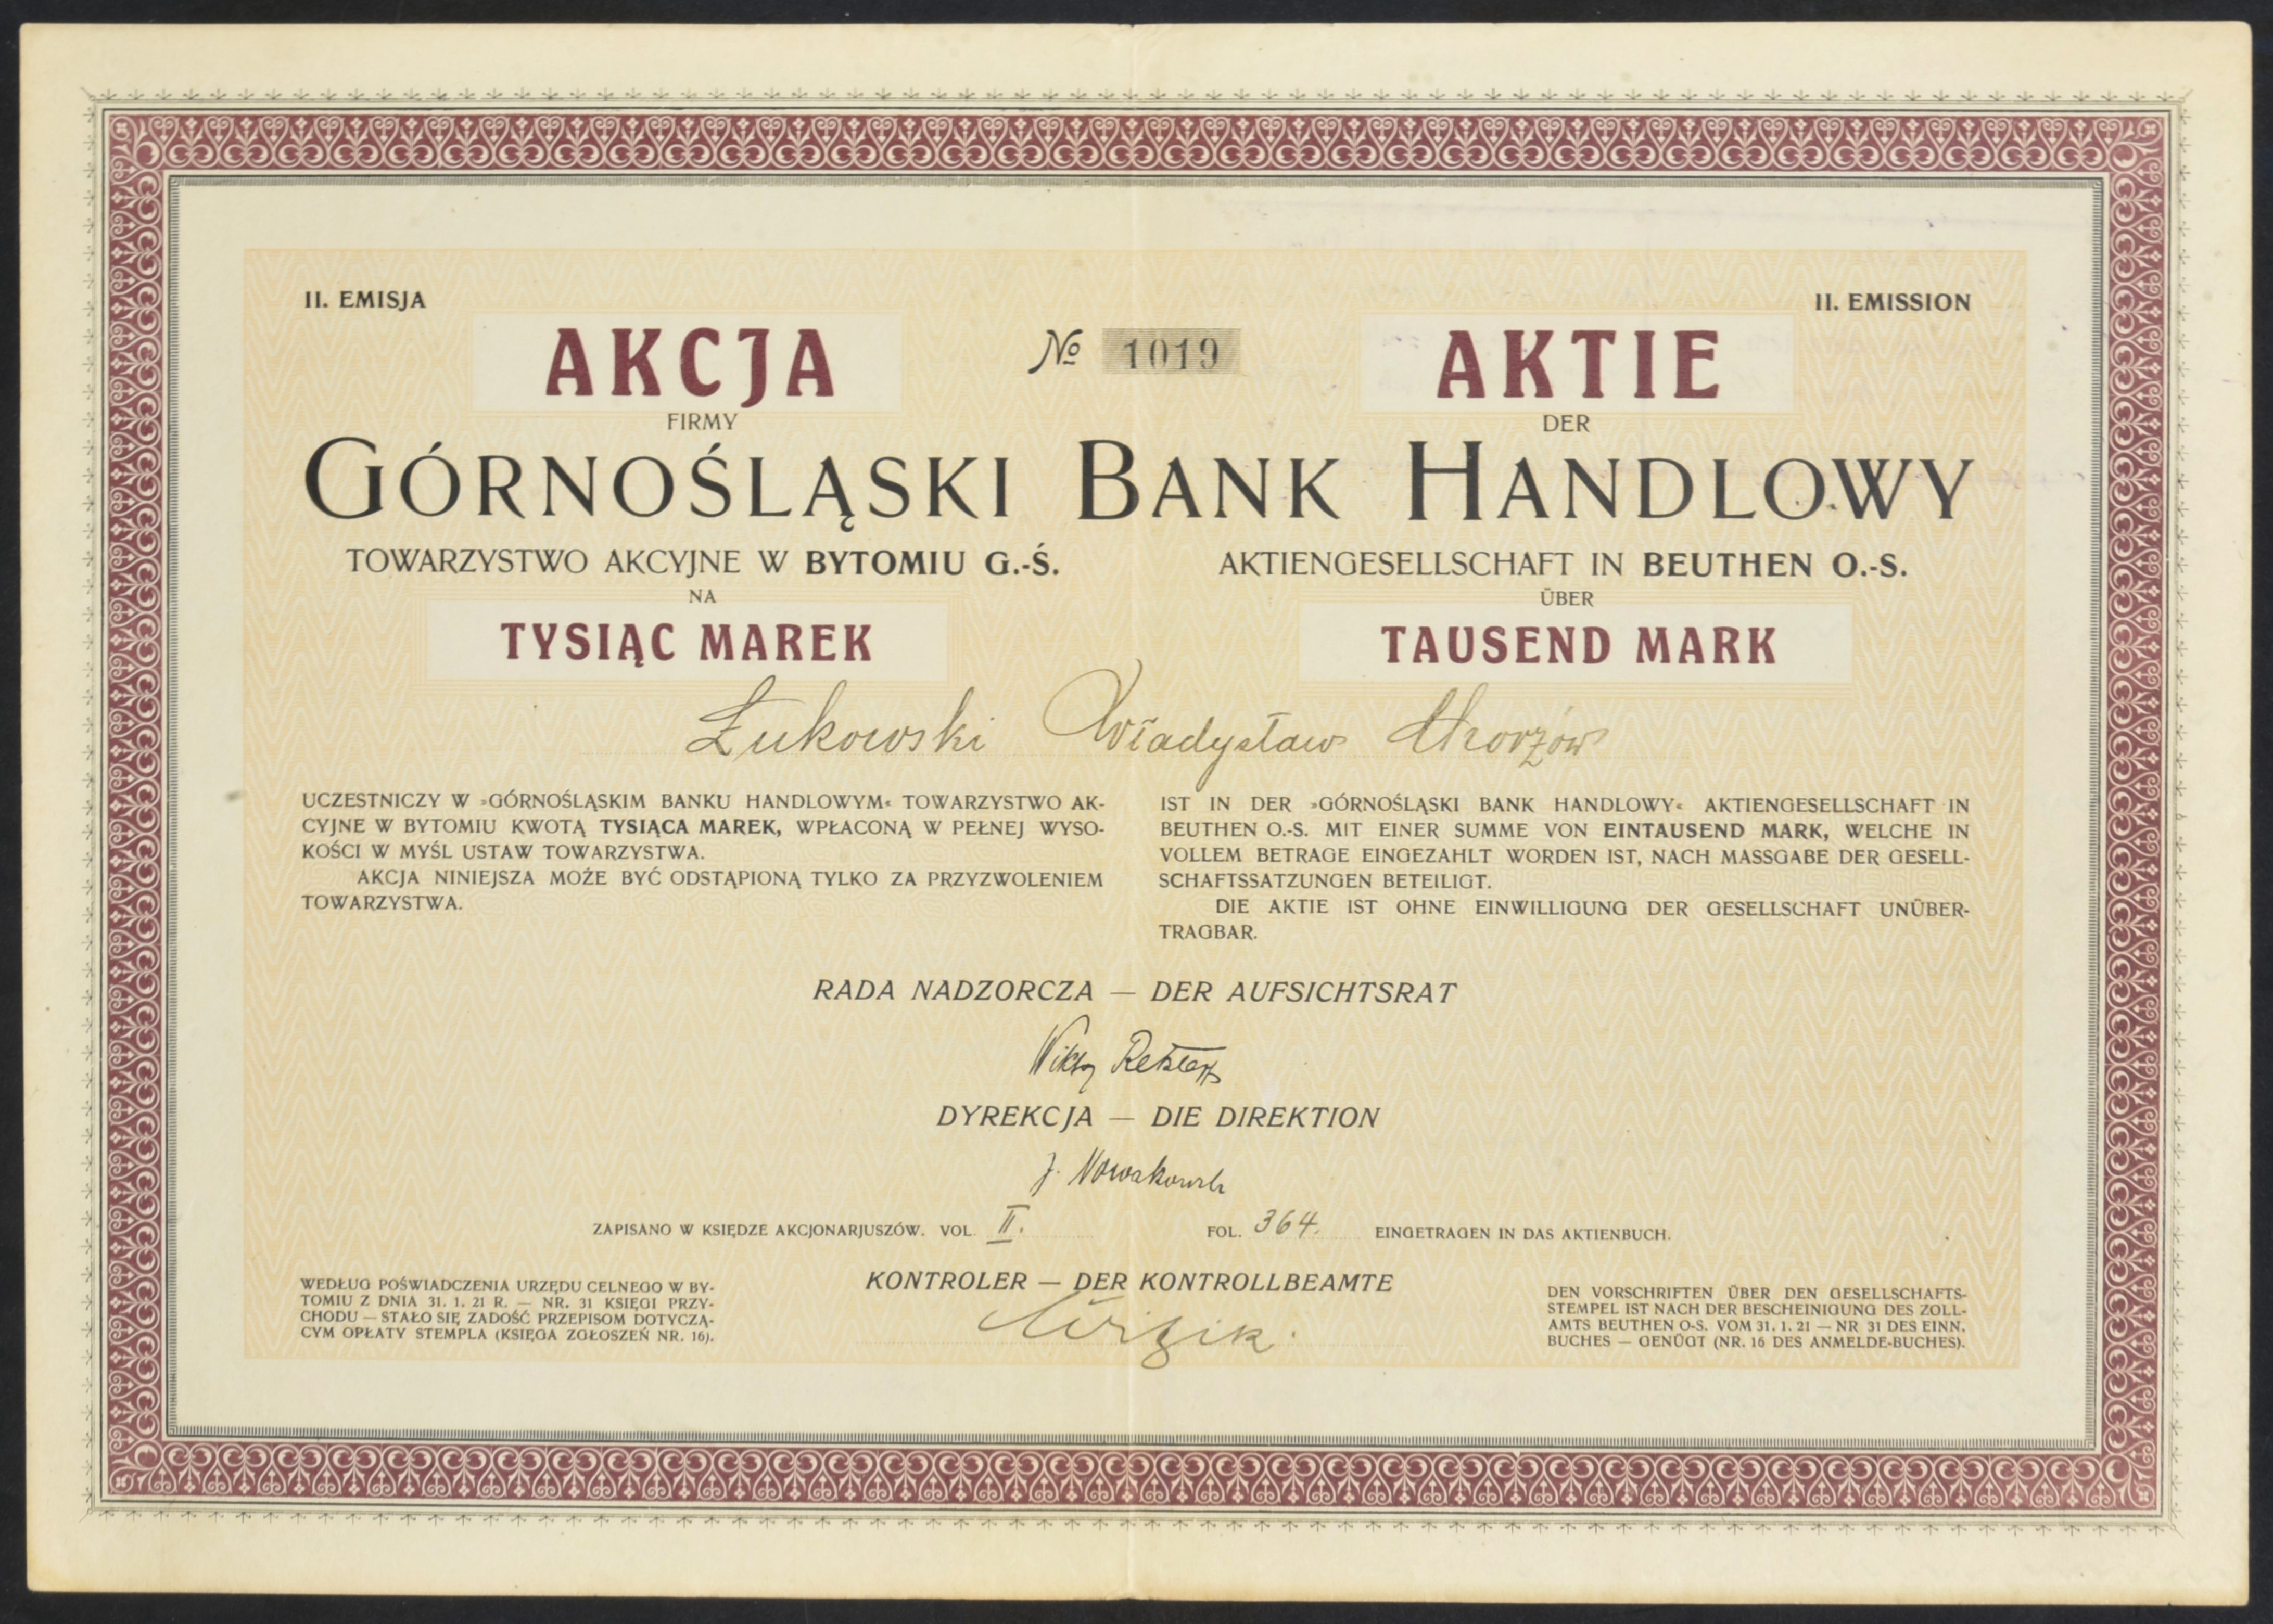 II. EMISJA
II. EMISSION
AKCJA
№ 1019
AKTIE
FIRMY
DER
GÓRNOŚLĄSKI BANK HANDLOWY
TOWARZYSTWO AKCYJNE W BYTOMIU G.-Ś.
AKTIENGESELLSCHAFT IN BEUTHEN O.-S.
NA
ÜBER
TYSIĄC MAREK
TAUSEND MARK
Łukowski Władysław Chorzów
UCZESTNICZY W »GÓRNOŚLĄSKIM BANKU HANDLOWYM« TOWARZYSTWO AK-
CYJNE W BYTOMIU KWOTĄ TYSIĄCA MAREK, WPŁACONĄ W PEŁNEJ WYSO-
KOŚCI W MYŚL USTAW TOWARZYSTWA.
AKCJA NINIEJSZA MOŻE BYĆ ODSTĄPIONĄ TYLKO ZA PRZYZWOLENIEM
TOWARZYSTWA.
IST IN DER »GÓRNOŚLĄSKI BANK HANDLOWY« AKTIENGESELLSCHAFT IN
BEUTHEN O.-S. MIT EINER SUMME VON EINTAUSEND MARK, WELCHE IN
VOLLEM BETRAGE EINGEZAHLT WORDEN IST, NACH MASSGABE DER GESELL-
SCHAFTSSATZUNGEN BETEILIGT.
DIE AKTIE IST OHNE EINWILLIGUNG DER GESELLSCHAFT UNÜBER-
TRAGBAR.
RADA NADZORCZA — DER AUFSICHTSRAT
DYREKCJA — DIE DIREKTION
J. Nowakowski
ZAPISANO W KSIĘDZE AKCJONARJUSZÓW. VOL. II. FOL. 364. EINGETRAGEN IN DAS AKTIENBUCH.
KONTROLER — DER KONTROLLBEAMTE
WEDŁUG POŚWIADCZENIA URZĘDU CELNEGO W BY-
TOMIU Z DNIA 31. 1. 21 R. — NR. 31 KSIĘGI PRZY-
CHODU — STAŁO SIĘ ZADOŚĆ PRZEPISOM DOTYCZĄ-
CYM OPŁATY STEMPLA (KSIĘGA ZGŁOSZEŃ NR. 16).
DEN VORSCHRIFTEN ÜBER DEN GESELLSCHAFTS-
STEMPEL IST NACH DER BESCHEINIGUNG DES ZOLL-
AMTS BEUTHEN O-S. VOM 31. 1. 21 — NR 31 DES EINN.
BUCHES — GENÜGT (NR. 16 DES ANMELDE-BUCHES).